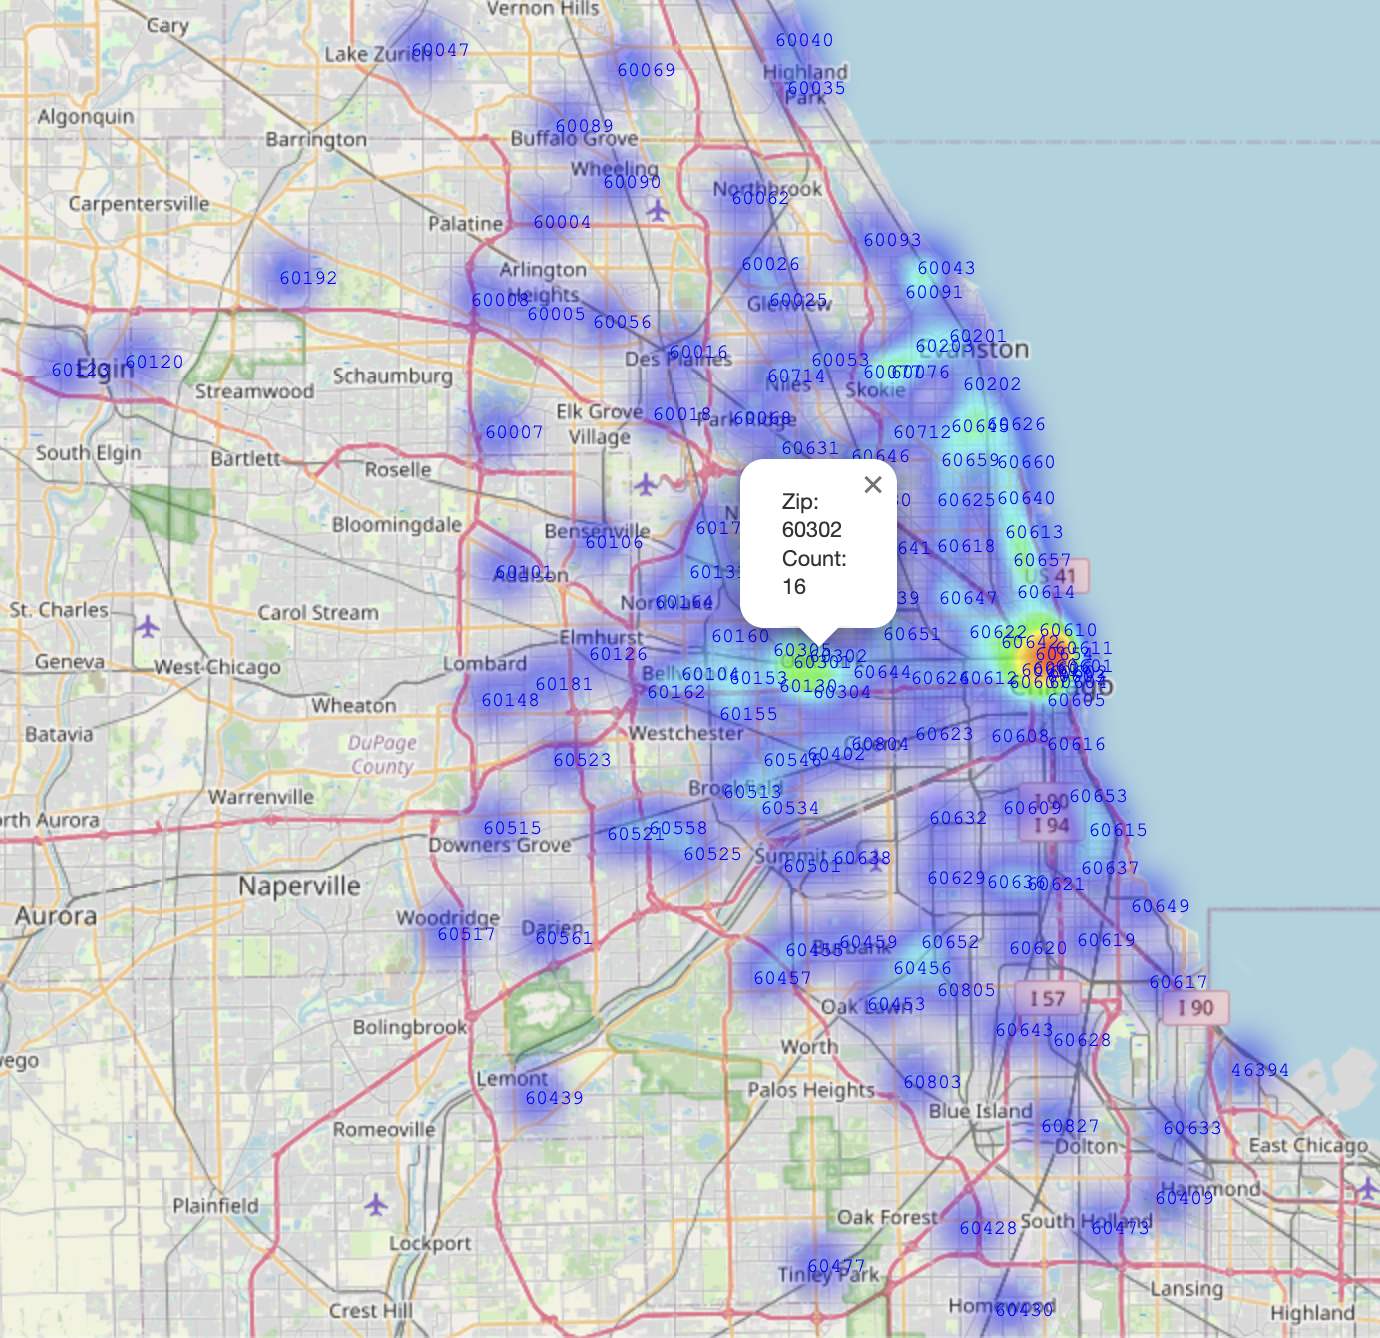 Vernon Hills
Cary
60040
Lake Zurich
60047
60069
Highland
Park
60035
Algonquin
60089
Buffalo Grove
Barrington
Wheeling
60090
Northbrook
60062
Carpentersville
Palatine
60004
60093
60192
Arlington
Heights
60026
60043
60008
60005
60056
Glenview
60025
60091
60201
60203
Evanston
Elgin
60123
60120
Des Plaines
60016
60053
60077
60076
Streamwood
Schaumburg
60714
Niles
Skokie
60202
Elk Grove
Village
60018
Park Ridge
60068
60007
60712
60645
60626
South Elgin
Bartlett
Roselle
60631
60646
60659
60660
Zip:
60302
Count:
16
60625
60640
Bloomingdale
Bensenville
60106
60613
60618
60657
Addison
60101
US 41
60614
St. Charles
Carol Stream
Northlake
60164
60647
Elmhurst
60126
60160
60651
60622
60610
60642
60611
60654
60305
60302
60301
Geneva
West Chicago
Lombard
60104
60153
60130
60304
60644
60624
60612
60181
60148
60162
60605
Wheaton
60155
Batavia
DuPage
County
Westchester
60804
60623
60608
60616
60523
60546
60402
Warrenville
Brookfield
60513
60534
60653
I 90
60609
orth Aurora
60515
60521
60558
60632
I 94
60615
Downers Grove
60525
Summit
60501
60638
60637
Naperville
60629
60636
60621
Aurora
Woodridge
60517
Darien
60561
60649
60455
60459
60652
60620
60619
60457
60456
60617
60805
Oak Lawn
60453
I 57
I 90
Bolingbrook
60643
60628
Worth
wego
Lemont
60439
Palos Heights
60803
46394
Blue Island
Romeoville
60827
Dolton
60633
East Chicago
Plainfield
Hammond
60409
Oak Forest
60428
South Holland
60473
Lockport
60477
Tinley Park
Lansing
Crest Hill
Homewood
60430
Highland